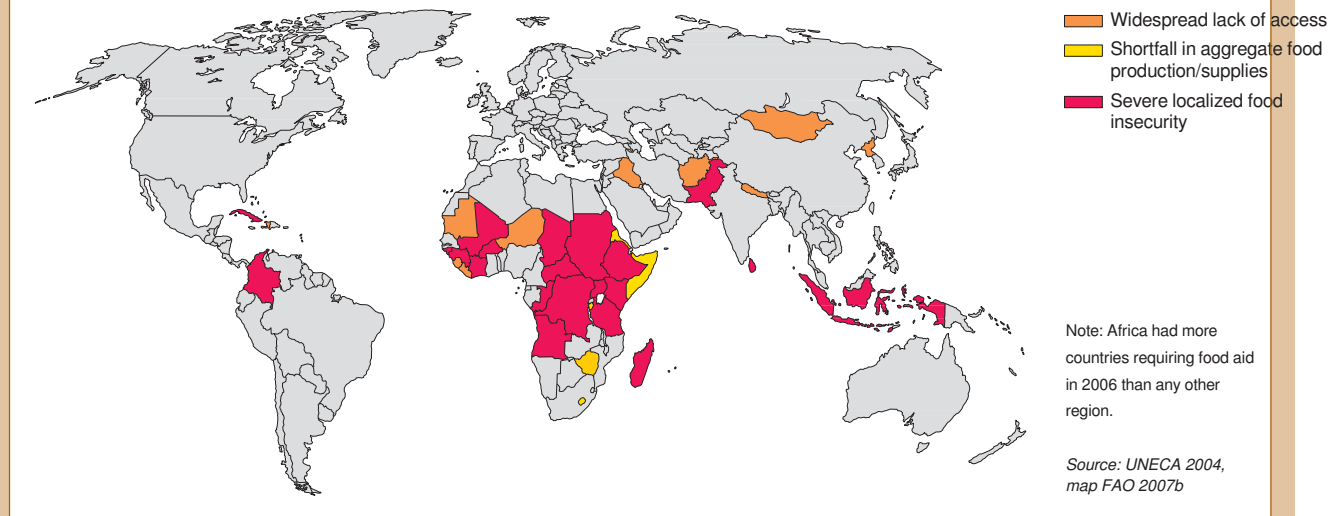 Widespread lack of access
Shortfall in aggregate food
production/supplies
Severe localized food
insecurity
Note: Africa had more
countries requiring food aid
in 2006 than any other
region.
Source: UNECA 2004,
map FAO 2007b